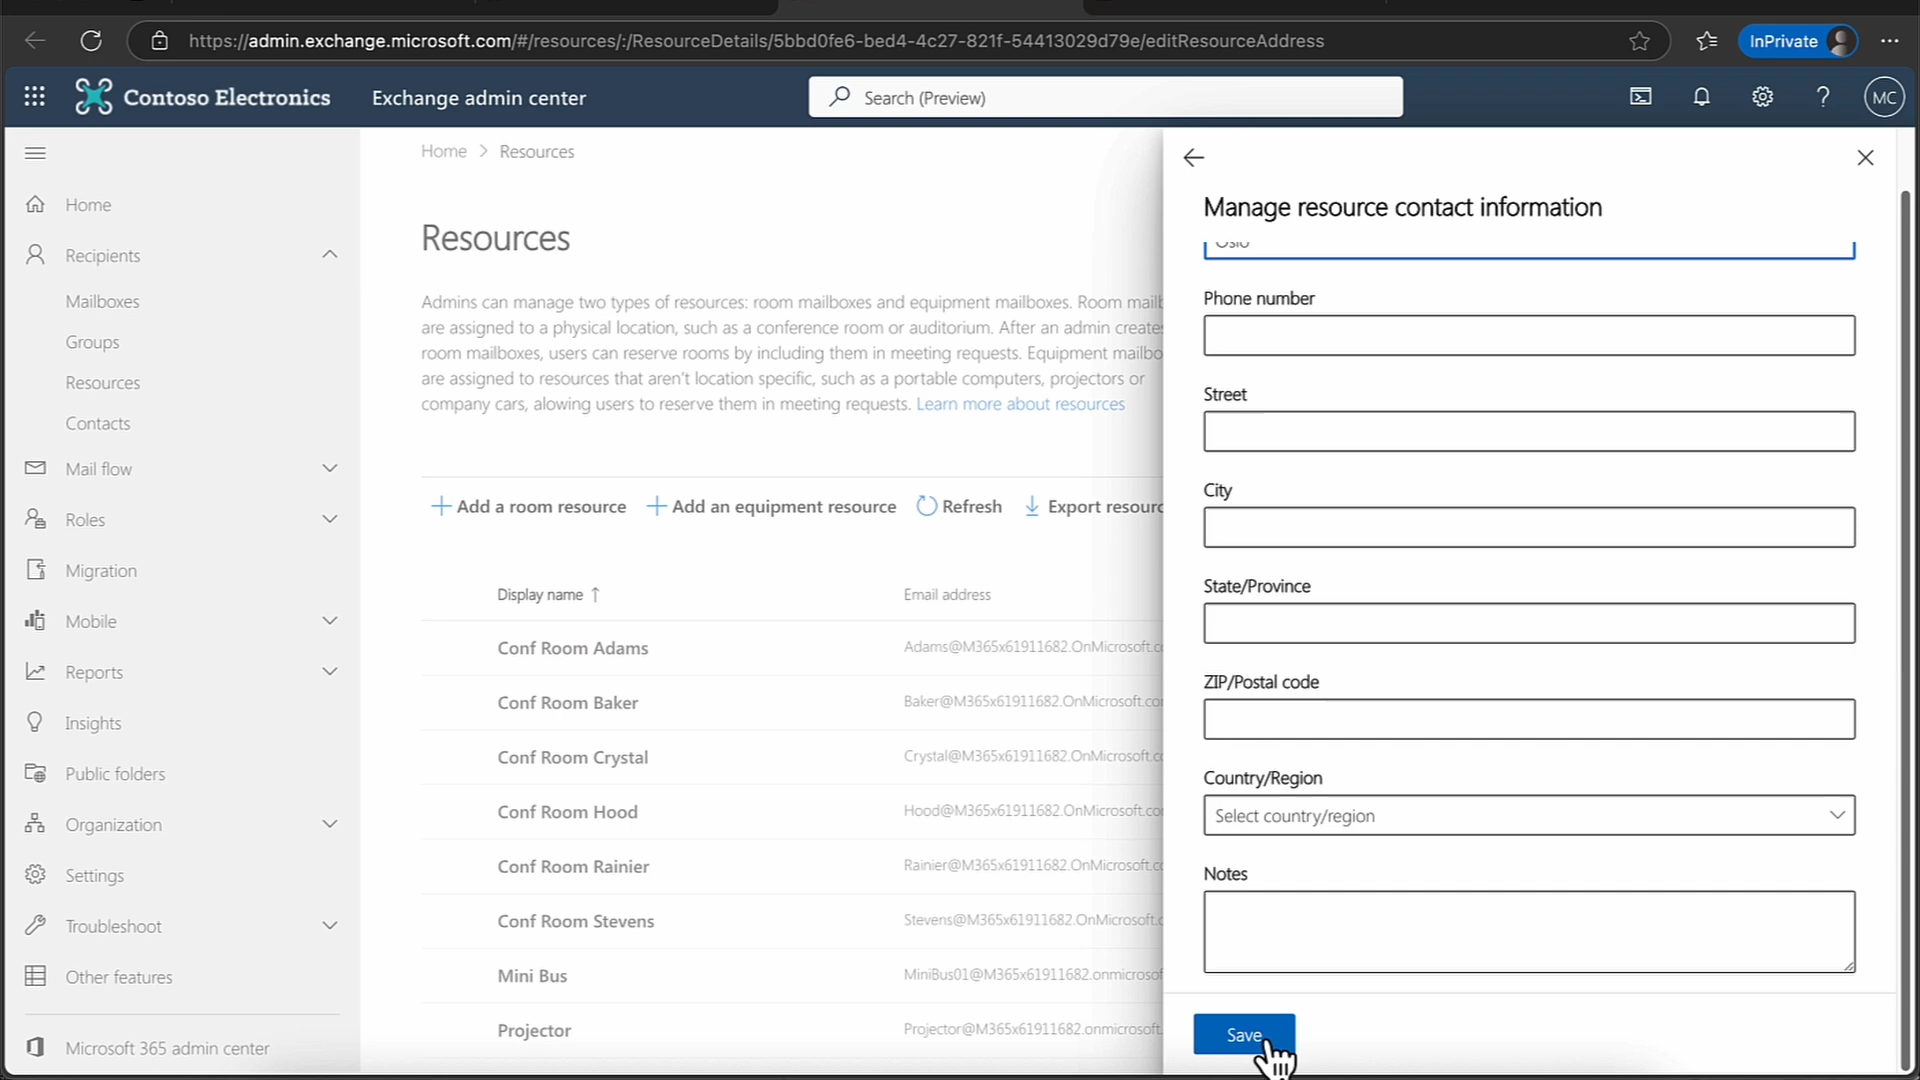 https://admin.exchange.microsoft.com/#/resources/:/ResourceDetails/5bbd0fe6-bed4-4c27-821f-54413029d79e/editResourceAddress
InPrivate
Contoso Electronics
Exchange admin center
Search (Preview)
MC
Home
Recipients
Mailboxes
Groups
Resources
Contacts
Mail flow
Roles
Migration
Mobile
Reports
Insights
Public folders
Organization
Settings
Troubleshoot
Other features
Microsoft 365 admin center
Home > Resources
Resources
Admins can manage two types of resources: room mailboxes and equipment mailboxes. Room mailb
are assigned to a physical location, such as a conference room or auditorium. After an admin creates
room mailboxes, users can reserve rooms by including them in meeting requests. Equipment mailbo
are assigned to resources that aren't location specific, such as a portable computers, projectors or
company cars, allowing users to reserve them in meeting requests. Learn more about resources
Add a room resource
Add an equipment resource
Refresh
Export resourc
Display name ↑
Email address
Conf Room Adams
Adams@M365x61911682.OnMicrosoft.co
Conf Room Baker
Baker@M365x61911682.OnMicrosoft.co
Conf Room Crystal
Crystal@M365x61911682.OnMicrosoft.c
Conf Room Hood
Hood@M365x61911682.OnMicrosoft.co
Conf Room Rainier
Rainier@M365x61911682.OnMicrosoft.c
Conf Room Stevens
Stevens@M365x61911682.OnMicrosoft.c
Mini Bus
MiniBus01@M365x61911682.onmicrosof
Projector
Projector@M365x61911682.onmicrosoft.
Manage resource contact information
Oslo
Phone number
Street
City
State/Province
ZIP/Postal code
Country/Region
Select country/region
Notes
Save